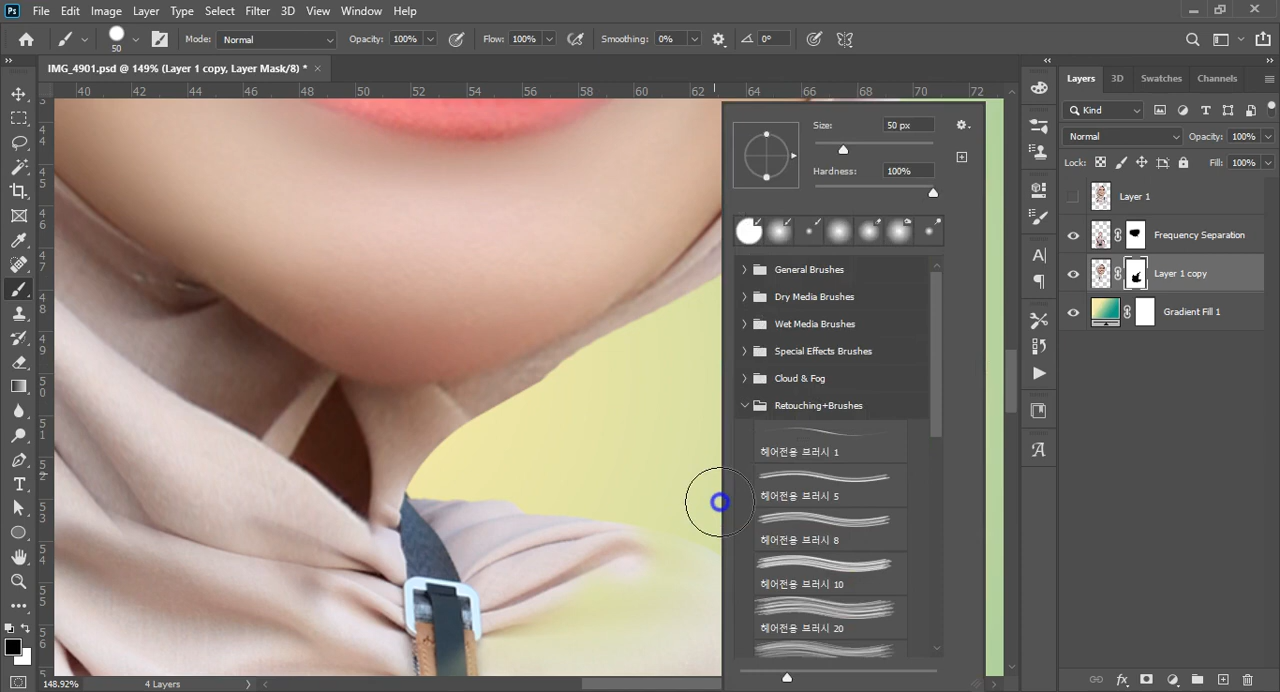 Ps File Edit Image Layer Type Select Filter 3D View Window Help
50 Mode: Normal Opacity: 100% Flow: 100% Smoothing: 0% 0°
IMG_4901.psd @ 149% (Layer 1 copy, Layer Mask/8) * ×
40 42 44 46 48 50 52 54 56 58 60 62 64 66 68 70 72
Size: 50 px
Hardness: 100%
General Brushes
Dry Media Brushes
Wet Media Brushes
Special Effects Brushes
Cloud & Fog
Retouching+Brushes
헤어전용 브러시 1
헤어전용 브러시 5
헤어전용 브러시 8
헤어전용 브러시 10
헤어전용 브러시 20
Layers 3D Swatches Channels
Kind
Normal Opacity: 100%
Lock: Fill: 100%
Layer 1
Frequency Separation
Layer 1 copy
Gradient Fill 1
148.92% 4 Layers